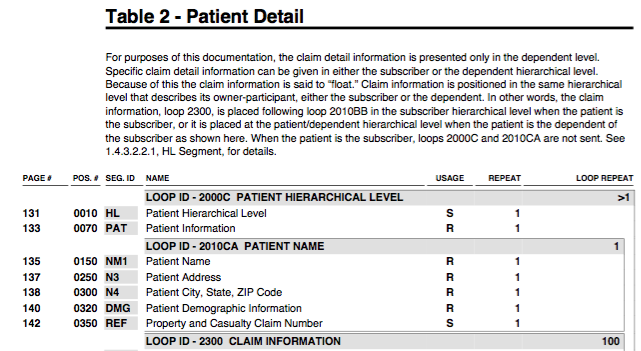 Table 2 - Patient Detail
For purposes of this documentation, the claim detail information is presented only in the dependent level.
Specific claim detail information can be given in either the subscriber or the dependent hierarchical level.
Because of this the claim information is said to "float." Claim information is positioned in the same hierarchical
level that describes its owner-participant, either the subscriber or the dependent. In other words, the claim
information, loop 2300, is placed following loop 2010BB in the subscriber hierarchical level when the patient is
the subscriber, or it is placed at the patient/dependent hierarchical level when the patient is the dependent of
the subscriber as shown here. When the patient is the subscriber, loops 2000C and 2010CA are not sent. See
1.4.3.2.2.1, HL Segment, for details.
PAGE # POS. # SEG. ID NAME USAGE REPEAT LOOP REPEAT
LOOP ID - 2000C PATIENT HIERARCHICAL LEVEL >1
131 0010 HL Patient Hierarchical Level S 1
133 0070 PAT Patient Information R 1
LOOP ID - 2010CA PATIENT NAME 1
135 0150 NM1 Patient Name R 1
137 0250 N3 Patient Address R 1
138 0300 N4 Patient City, State, ZIP Code R 1
140 0320 DMG Patient Demographic Information R 1
142 0350 REF Property and Casualty Claim Number S 1
LOOP ID - 2300 CLAIM INFORMATION 100